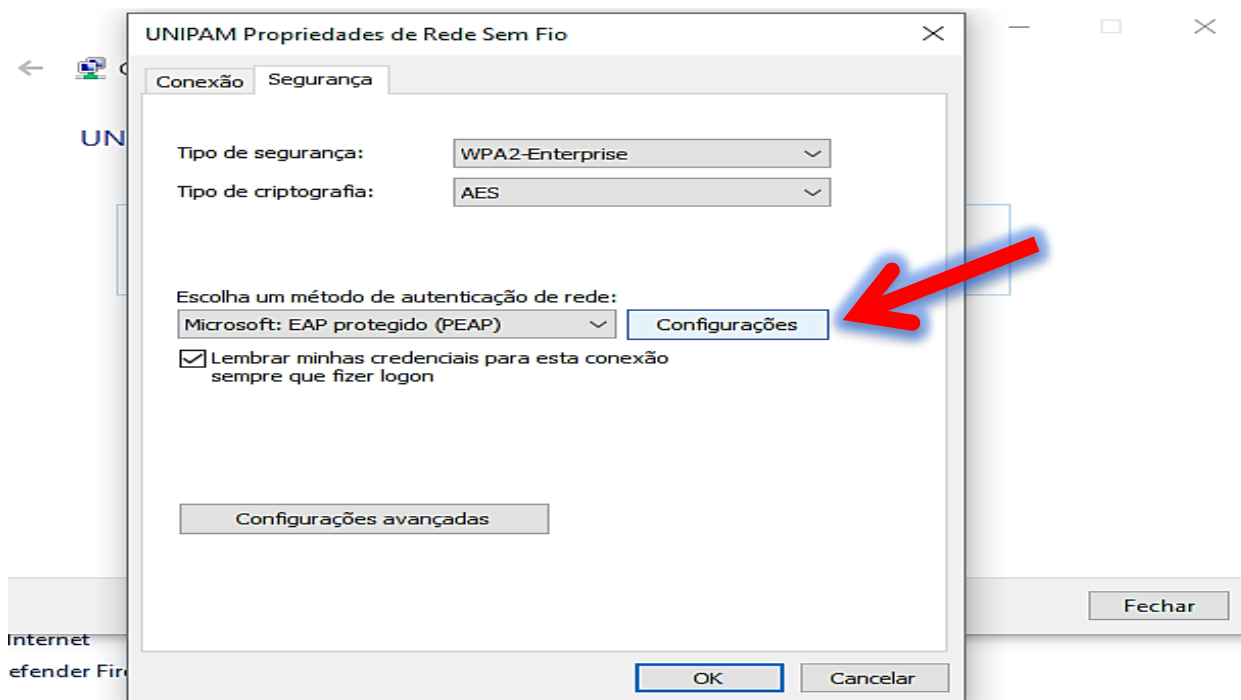 UNIPAM Propriedades de Rede Sem Fio
Conexão
Segurança
UN
Tipo de segurança:
WPA2-Enterprise
Tipo de criptografia:
AES
Escolha um método de autenticação de rede:
Microsoft: EAP protegido (PEAP)
Configurações
Lembrar minhas credenciais para esta conexão
sempre que fizer logon
Configurações avançadas
Fechar
Internet
efender Fire
OK
Cancelar